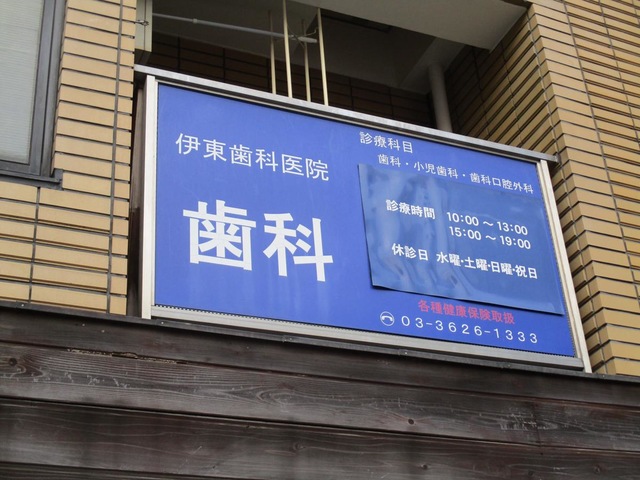 伊東歯科医院
歯科
診療科目
歯科・小児歯科・歯科口腔外科
診療時間 10:00～13:00
15:00～19:00
休診日 水曜・土曜・日曜・祝日
各種健康保険取扱
03-3626-1333